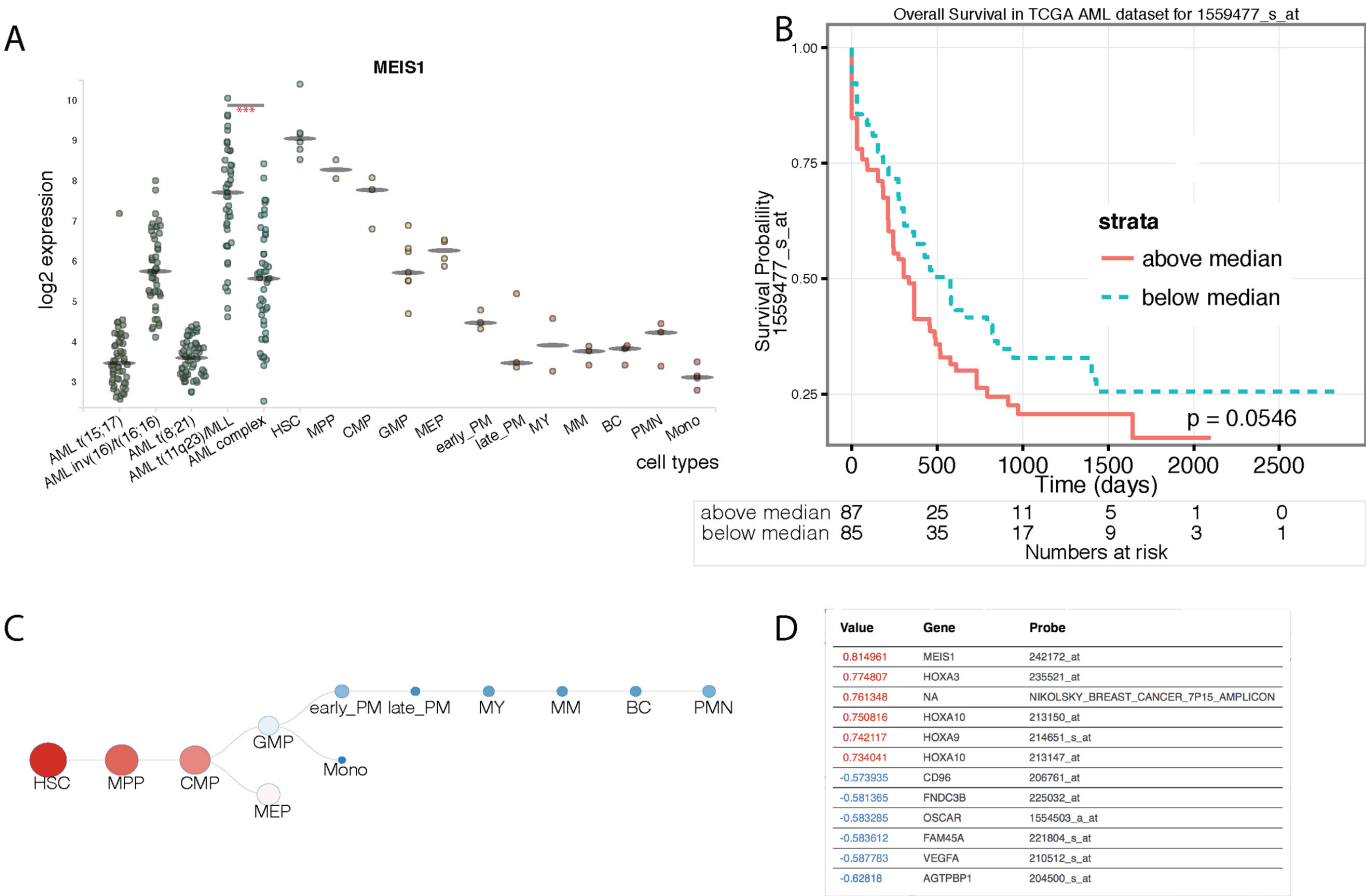 A
MEIS1
***
log2 expression
10
9
8
7
6
5
4
3
AML t(15;17)
AML inv(16)/t(16;16)
AML t(8;21)
AML t(11q23)/MLL
AML complex
HSC
MPP
CMP
GMP
MEP
early_PM
late_PM
MY
MM
BC
PMN
Mono
cell types
B
Overall Survival in TCGA AML dataset for 1559477_s_at
Survival Probalility
1559477_s_at
1.00
0.75
0.50
0.25
strata
above median
below median
p = 0.0546
0 500 1000 1500 2000 2500
Time (days)
above median 87 25 11 5 1 0
below median 85 35 17 9 3 1
Numbers at risk
C
HSC
MPP
CMP
GMP
MEP
early_PM
late_PM
MY
MM
BC
PMN
Mono
D
Value Gene Probe
0.814961 MEIS1 242172_at
0.774807 HOXA3 235521_at
0.761348 NA NIKOLSKY_BREAST_CANCER_7P15_AMPLICON
0.750816 HOXA10 213150_at
0.742117 HOXA9 214651_s_at
0.734041 HOXA10 213147_at
-0.573935 CD96 206761_at
-0.581365 FNDC3B 225032_at
-0.583285 OSCAR 1554503_a_at
-0.583612 FAM45A 221804_s_at
-0.587783 VEGFA 210512_s_at
-0.62818 AGTPBP1 204500_s_at